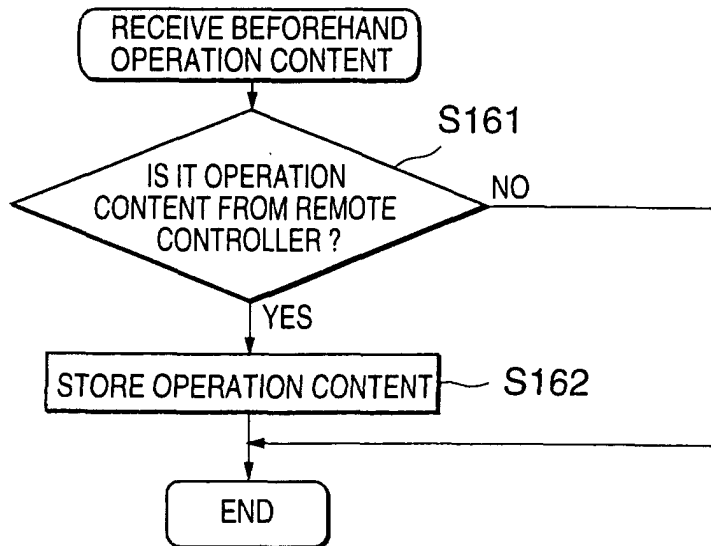 RECEIVE BEFOREHAND
OPERATION CONTENT
S161
IS IT OPERATION
CONTENT FROM REMOTE
CONTROLLER ?
NO
YES
STORE OPERATION CONTENT
S162
END